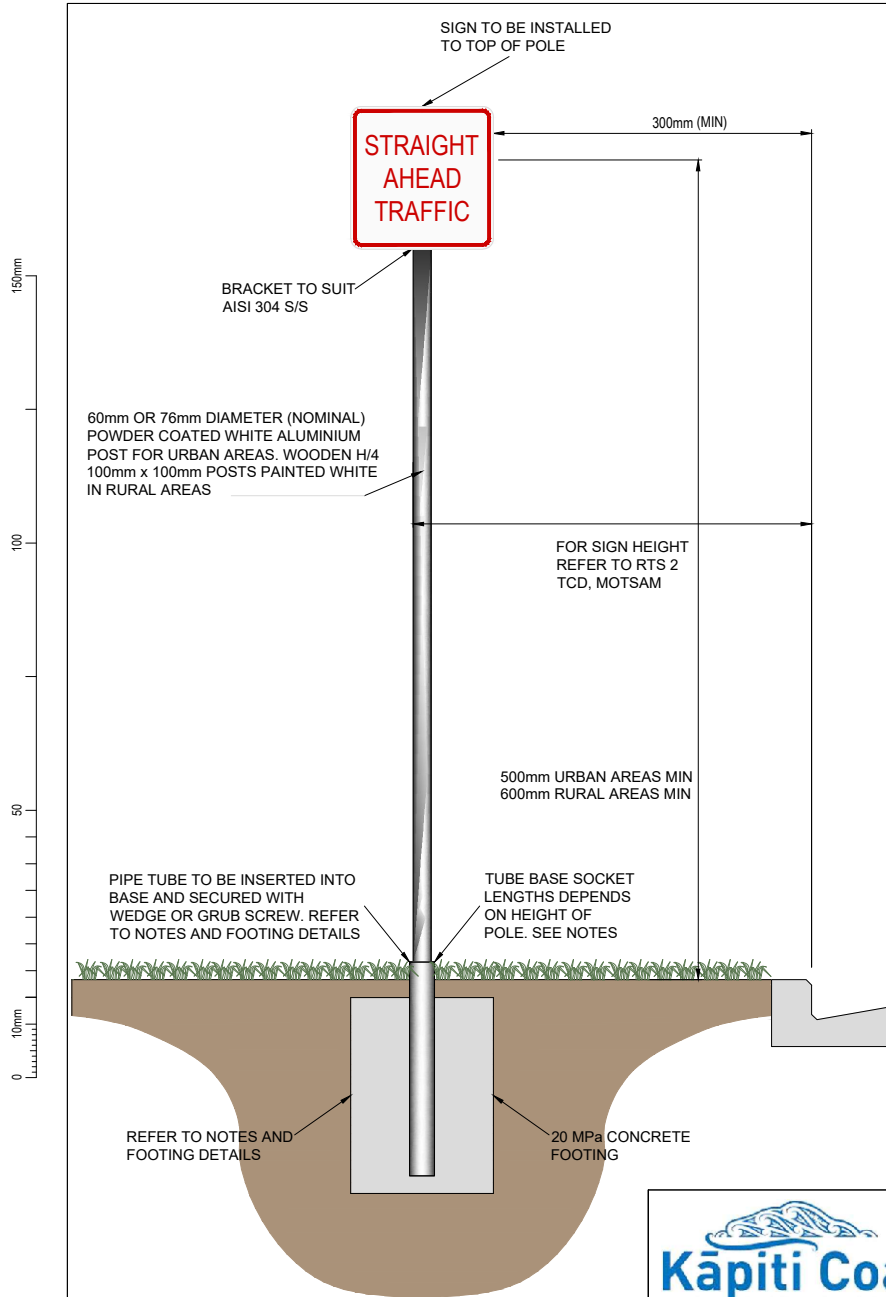 SIGN TO BE INSTALLED
TO TOP OF POLE
300mm (MIN)
STRAIGHT
AHEAD
TRAFFIC
150mm
BRACKET TO SUIT
AISI 304 S/S
60mm OR 76mm DIAMETER (NOMINAL)
POWDER COATED WHITE ALUMINIUM
POST FOR URBAN AREAS. WOODEN H/4
100mm x 100mm POSTS PAINTED WHITE
IN RURAL AREAS
100
FOR SIGN HEIGHT
REFER TO RTS 2
TCD, MOTSAM
500mm URBAN AREAS MIN
600mm RURAL AREAS MIN
50
PIPE TUBE TO BE INSERTED INTO
BASE AND SECURED WITH
WEDGE OR GRUB SCREW. REFER
TO NOTES AND FOOTING DETAILS
TUBE BASE SOCKET
LENGTHS DEPENDS
ON HEIGHT OF
POLE. SEE NOTES
10mm
0
REFER TO NOTES AND
FOOTING DETAILS
20 MPa CONCRETE
FOOTING
Kāpiti Coa